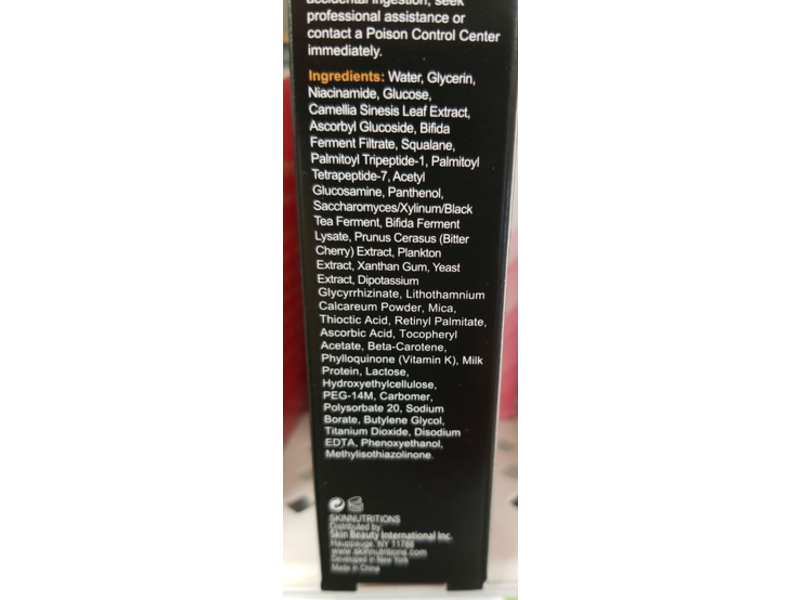 accidental ingestion, seek
professional assistance or
contact a Poison Control Center
immediately.
Ingredients: Water, Glycerin,
Niacinamide, Glucose,
Camellia Sinesis Leaf Extract,
Ascorbyl Glucoside, Bifida
Ferment Filtrate, Squalane,
Palmitoyl Tripeptide-1, Palmitoyl
Tetrapeptide-7, Acetyl
Glucosamine, Panthenol,
Saccharomyces/Xylinum/Black
Tea Ferment, Bifida Ferment
Lysate, Prunus Cerasus (Bitter
Cherry) Extract, Plankton
Extract, Xanthan Gum, Yeast
Extract, Dipotassium
Glycyrrhizinate, Lithothamnium
Calcareum Powder, Mica,
Thioctic Acid, Retinyl Palmitate,
Ascorbic Acid, Tocopheryl
Acetate, Beta-Carotene,
Phylloquinone (Vitamin K), Milk
Protein, Lactose,
Hydroxyethylcellulose,
PEG-14M, Carbomer,
Polysorbate 20, Sodium
Borate, Butylene Glycol,
Titanium Dioxide, Disodium
EDTA, Phenoxyethanol,
Methylisothiazolinone.
SKINNUTRITIONS
Distributed by
Skin Beauty International Inc.
Hauppauge, NY 11788
www.skinnutritions.com
Developed in New York
Made in China